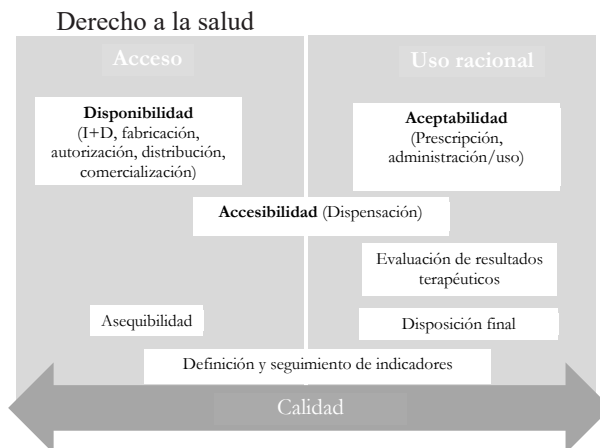 Derecho a la salud
Acceso
Uso racional
Disponibilidad
(I+D, fabricación,
autorización, distribución,
comercialización)
Aceptabilidad
(Prescripción,
administración/uso)
Accesibilidad (Dispensación)
Evaluación de resultados
terapéuticos
Asequibilidad
Disposición final
Definición y seguimiento de indicadores
Calidad